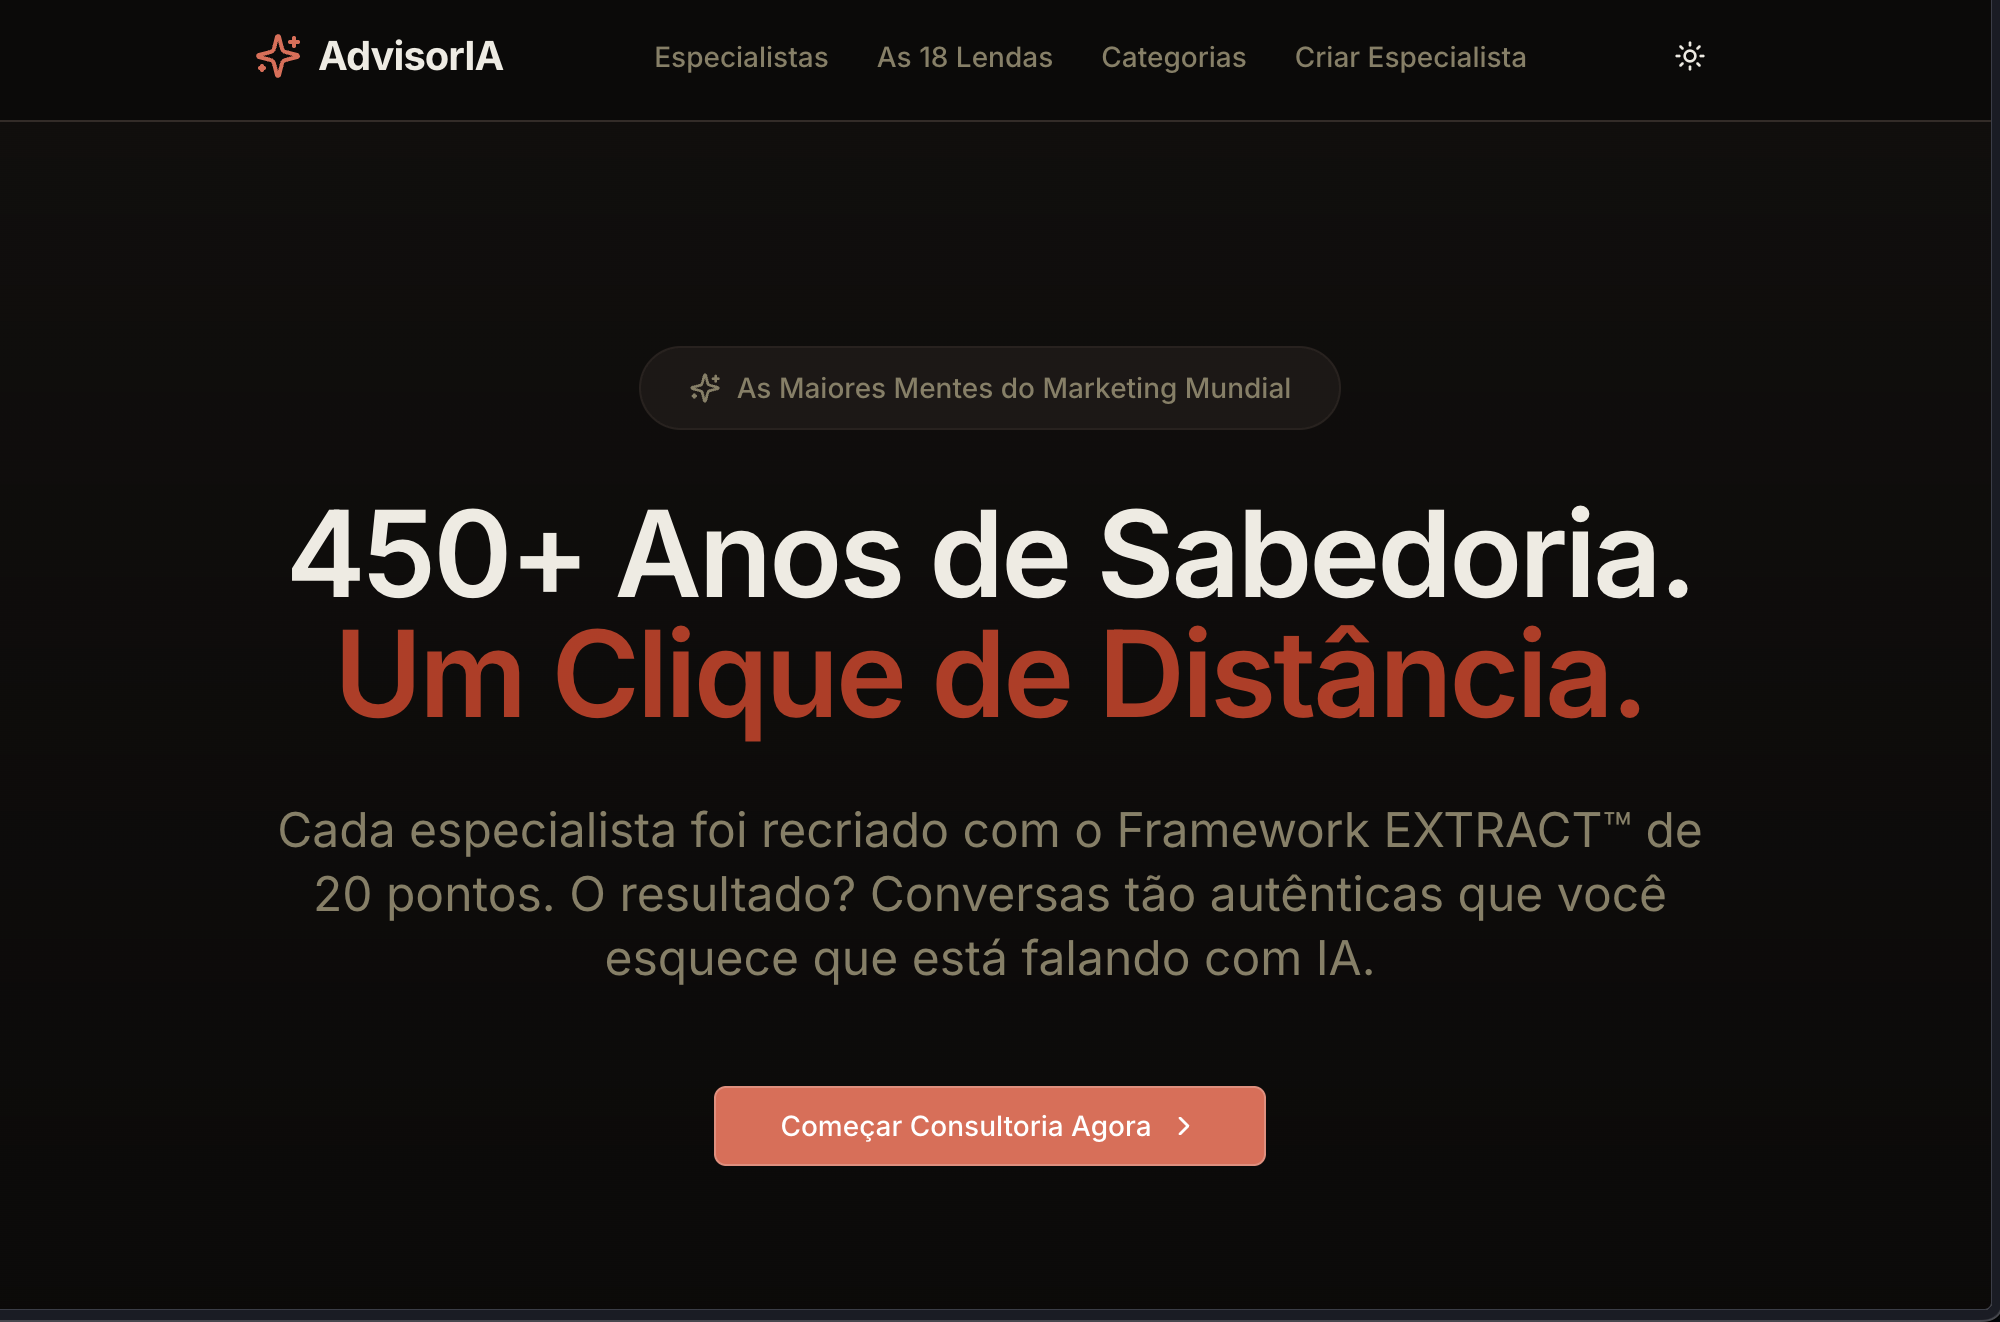 AdvisorIA
Especialistas
As 18 Lendas
Categorias
Criar Especialista
As Maiores Mentes do Marketing Mundial
450+ Anos de Sabedoria.
Um Clique de Distância.
Cada especialista foi recriado com o Framework EXTRACT™ de
20 pontos. O resultado? Conversas tão autênticas que você
esquece que está falando com IA.
Começar Consultoria Agora